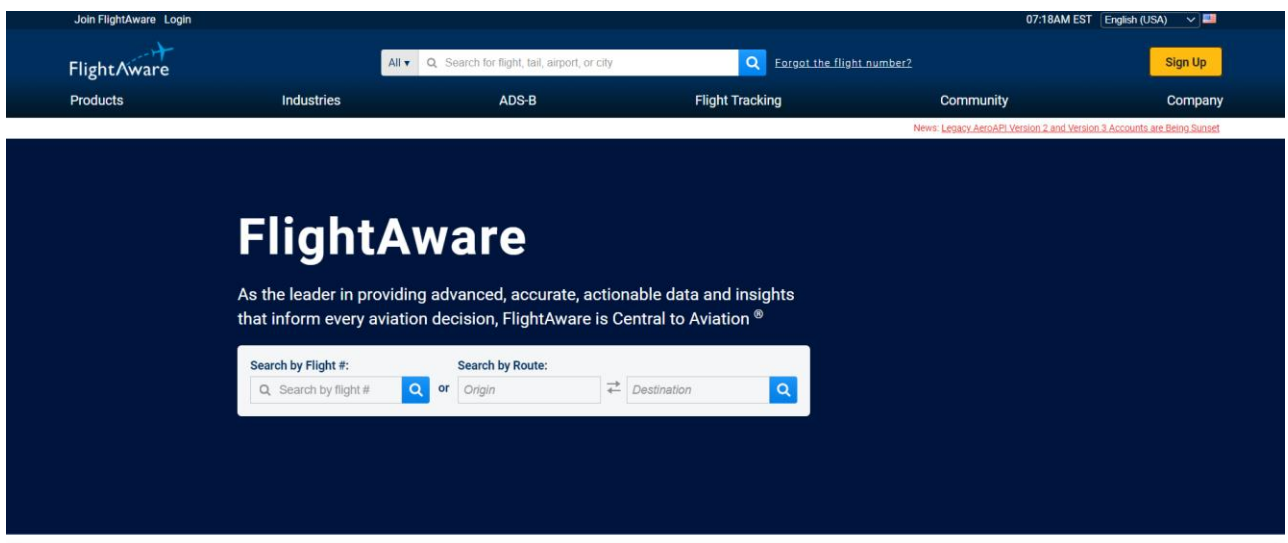 Join FlightAware Login 07:18AM EST English (USA)
FlightAware
All ▾ Search for flight, tail, airport, or city Forgot the flight number? Sign Up
Products Industries ADS-B Flight Tracking Community Company
News: Legacy AeroAPI Version 2 and Version 3 Accounts are Being Sunset
FlightAware
As the leader in providing advanced, accurate, actionable data and insights
that inform every aviation decision, FlightAware is Central to Aviation ®
Search by Flight #: Search by Route:
Search by flight # or Origin ⇄ Destination